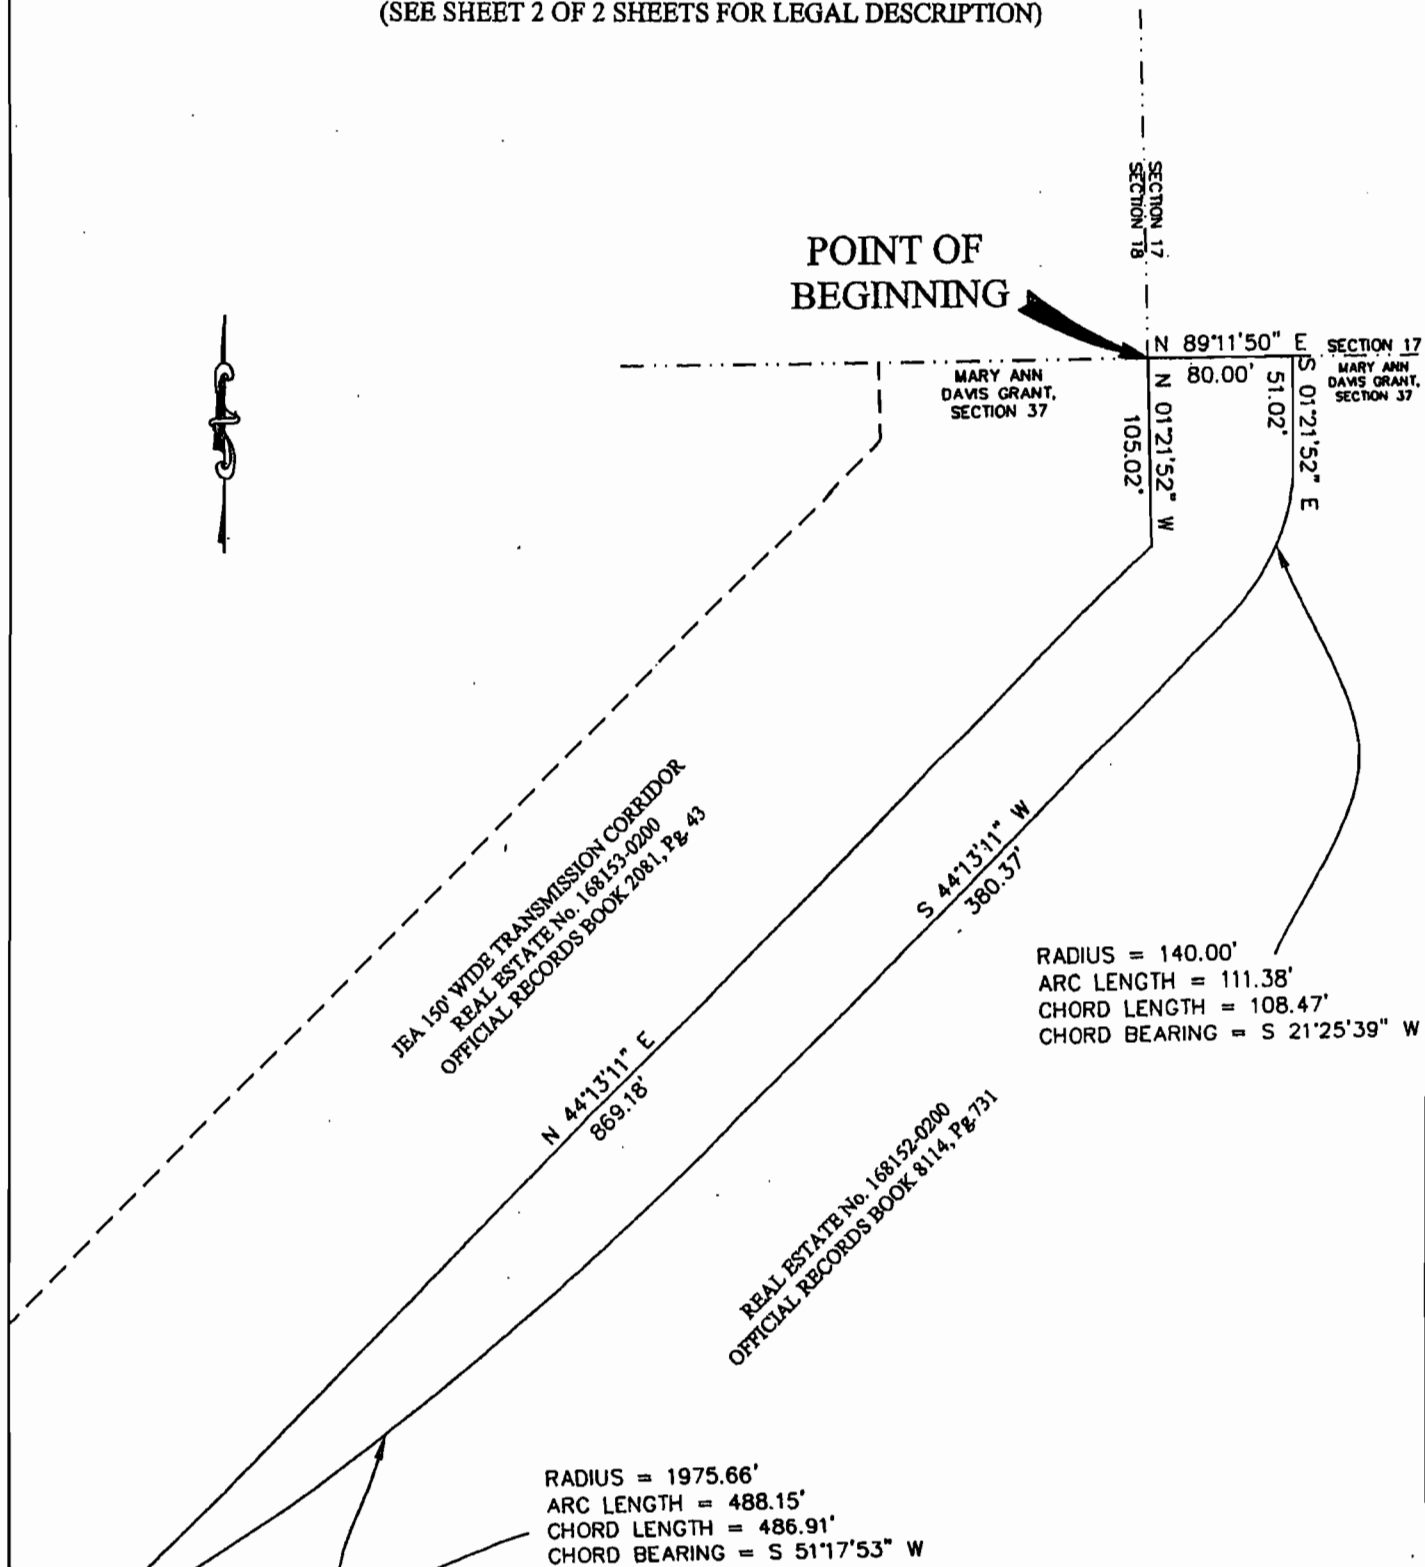 (SEE SHEET 2 OF 2 SHEETS FOR LEGAL DESCRIPTION)
SECTION 17
SECTION 18
POINT OF
BEGINNING
N 89°11'50" E
80.00'
SECTION 17
MARY ANN
DAVIS GRANT,
SECTION 37
MARY ANN
DAVIS GRANT,
SECTION 37
N 01°21'52" W
105.02'
S 01°21'52" E
51.02'
JEA 150' WIDE TRANSMISSION CORRIDOR
REAL ESTATE No. 168153-0200
OFFICIAL RECORDS BOOK 2081, Pg. 43
S 44°13'11" W
380.37'
RADIUS = 140.00'
ARC LENGTH = 111.38'
CHORD LENGTH = 108.47'
CHORD BEARING = S 21°25'39" W
N 44°13'11" E
869.18'
REAL ESTATE No. 168152-0200
OFFICIAL RECORDS BOOK 8114, Pg.731
RADIUS = 1975.66'
ARC LENGTH = 488.15'
CHORD LENGTH = 486.91'
CHORD BEARING = S 51°17'53" W